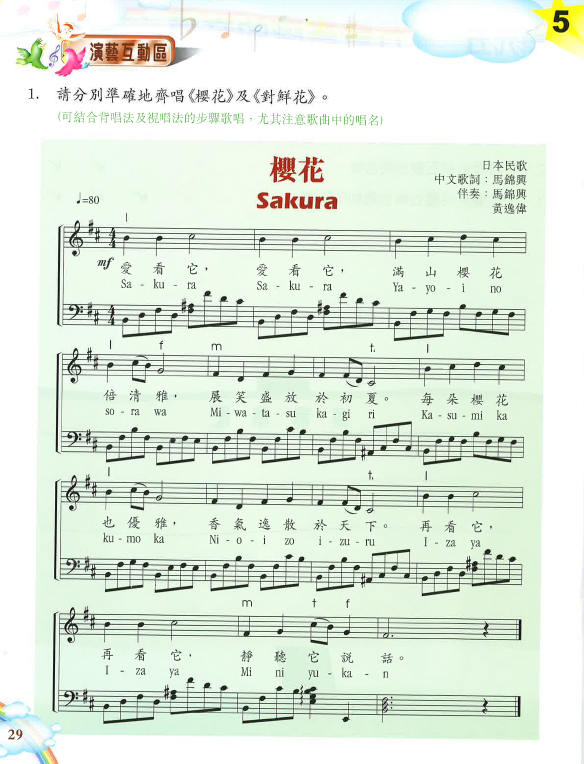 5
演藝互動區
1. 請分別準確地齊唱《櫻花》及《對鮮花》。
(可結合背唱法及視唱法的步驟歌唱，尤其注意歌曲中的唱名)
櫻花
Sakura
日本民歌
中文歌詞：馬錦興
伴奏：馬錦興
黃逸偉
♩=80
l
mf
愛 看 它， 愛 看 它， 滿 山 櫻 花
Sa - ku - ra Sa - ku - ra Ya - yo - i no
l f m t, l
倍 清 雅， 展 笑 盛 放 於 初 夏。 每 朵 櫻 花
so - ra wa Mi - wa - ta - su ka - gi ri Ka - su - mi ka
t, l
也 優 雅， 香 氣 逸 散 於 天 下。 再 看 它，
ku - mo ka Ni - o - i zo i - zu - ru I - za ya
m t f
再 看 它， 靜 聽 它 說 話。
I - za ya Mi ni yu - ka - n
29